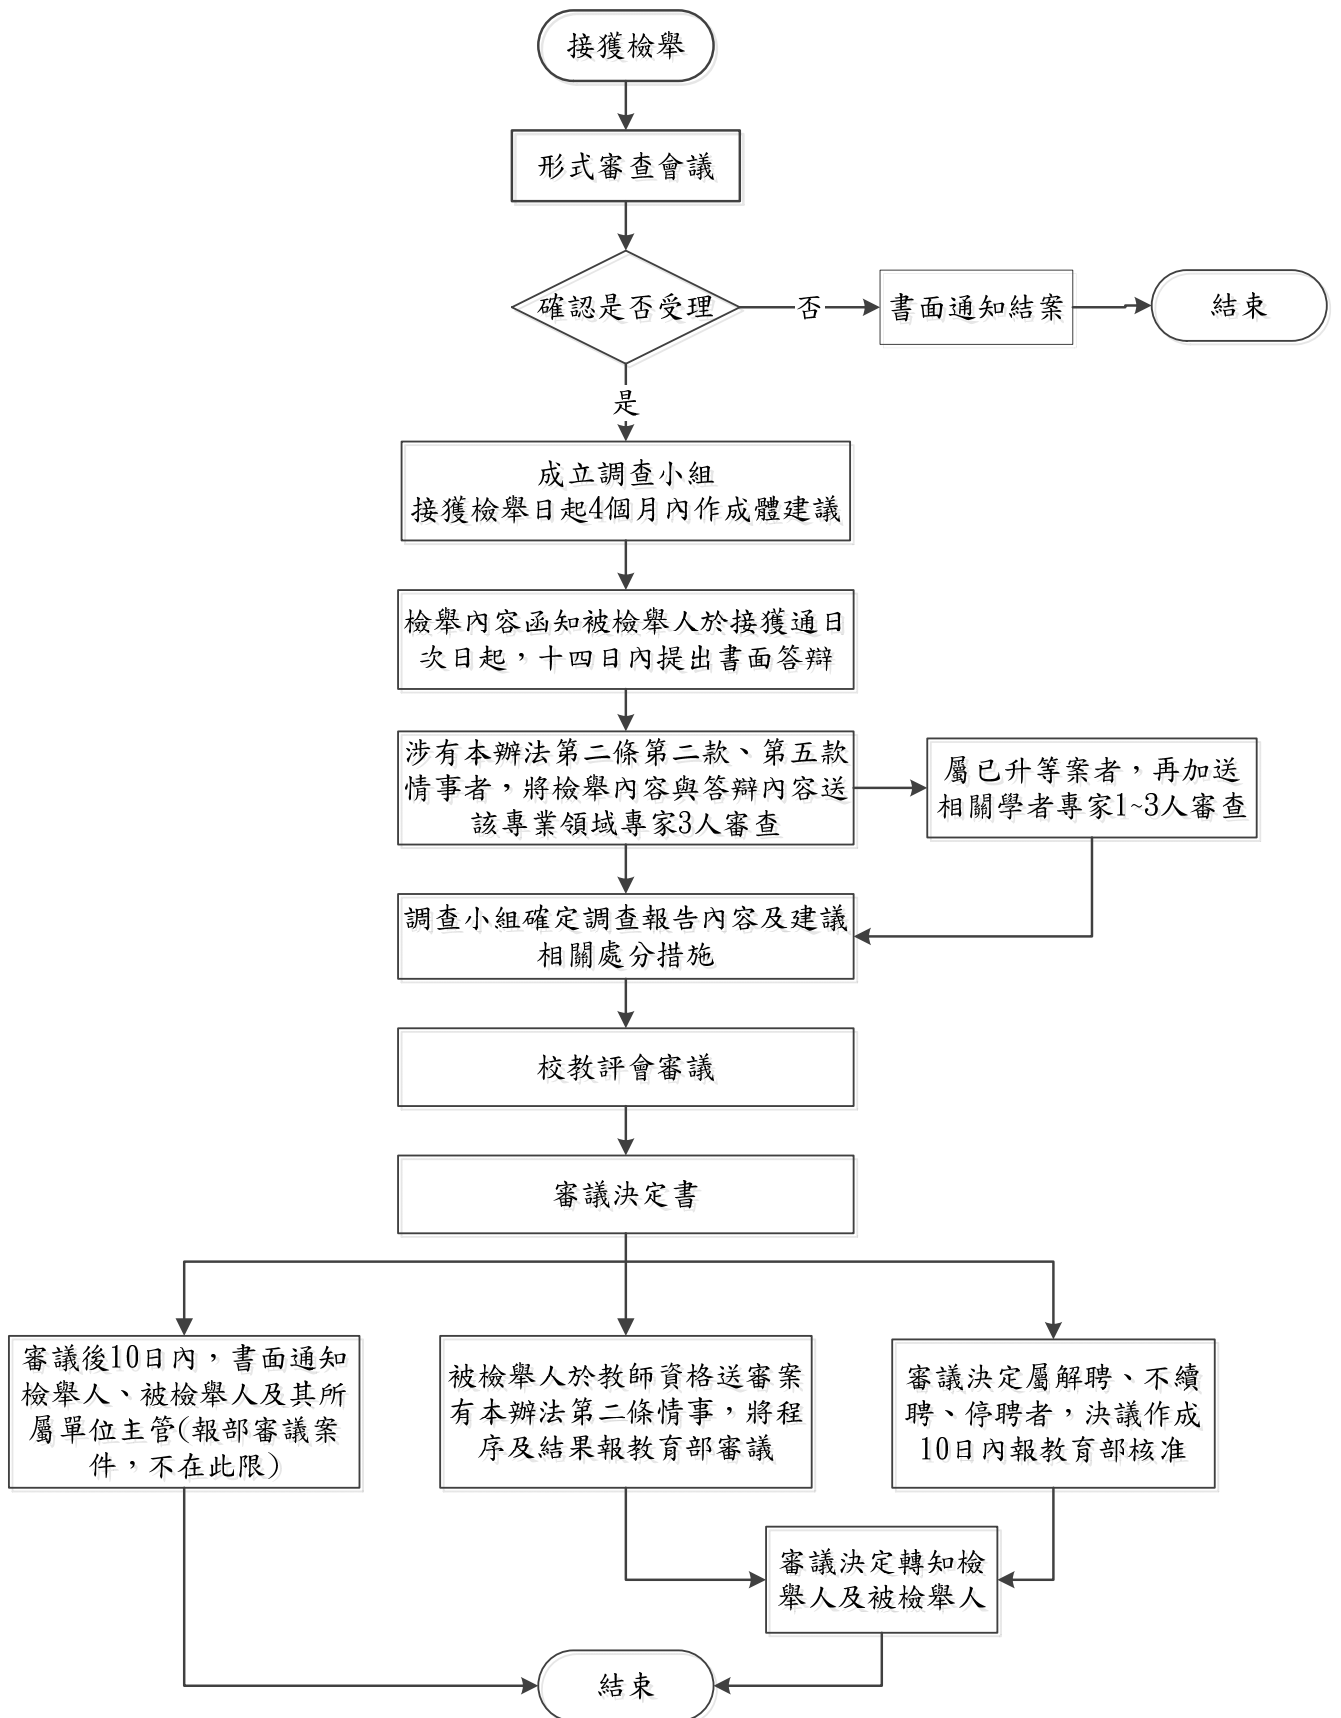 接獲檢舉
形式審查會議
確認是否受理
否
書面通知結案
結束
是
成立調查小組
接獲檢舉日起4個月內作成體建議
檢舉內容函知被檢舉人於接獲通日
次日起，十四日內提出書面答辯
涉有本辦法第二條第二款、第五款
情事者，將檢舉內容與答辯內容送
該專業領域專家3人審查
屬已升等案者，再加送
相關學者專家1~3人審查
調查小組確定調查報告內容及建議
相關處分措施
校教評會審議
審議決定書
審議後10日內，書面通知
檢舉人、被檢舉人及其所
屬單位主管(報部審議案
件，不在此限)
被檢舉人於教師資格送審案
有本辦法第二條情事，將程
序及結果報教育部審議
審議決定屬解聘、不續
聘、停聘者，決議作成
10日內報教育部核准
審議決定轉知檢
舉人及被檢舉人
結束